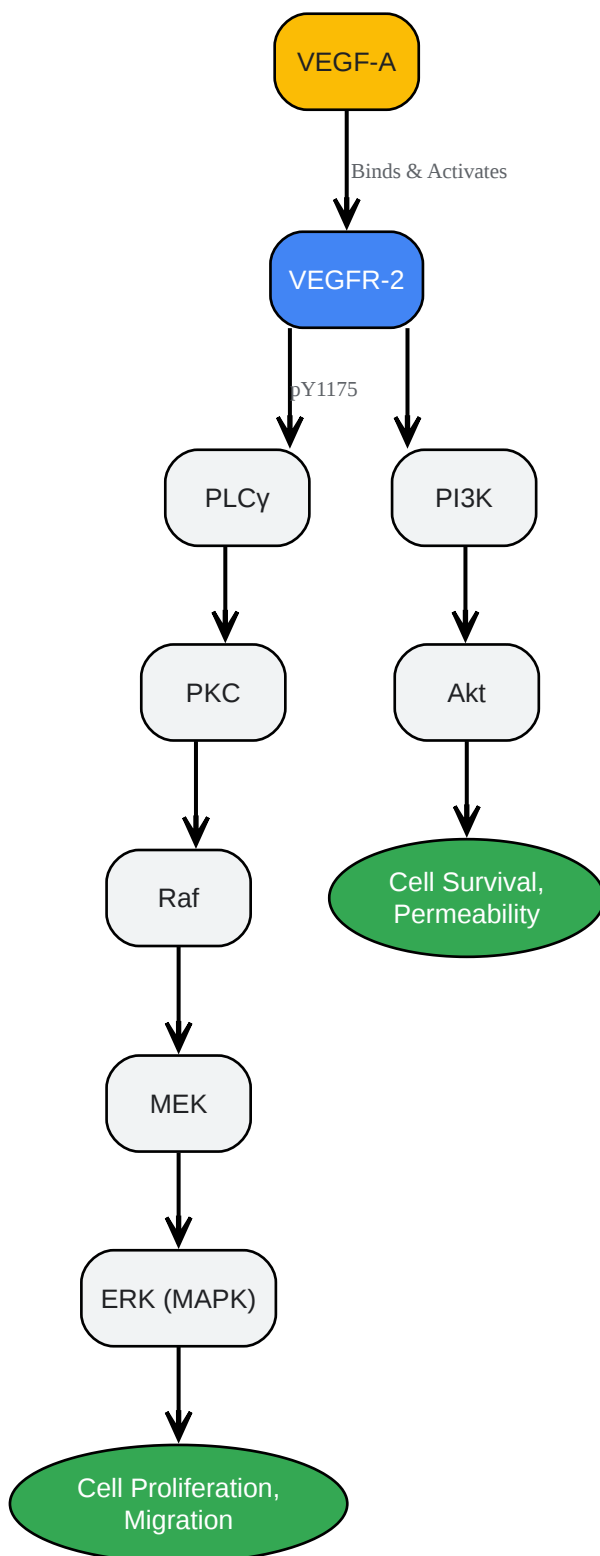 VEGF-A
Binds & Activates
VEGFR-2
pY1175
PLCγ
PI3K
PKC
Akt
Raf
Cell Survival,
Permeability
MEK
ERK (MAPK)
Cell Proliferation,
Migration